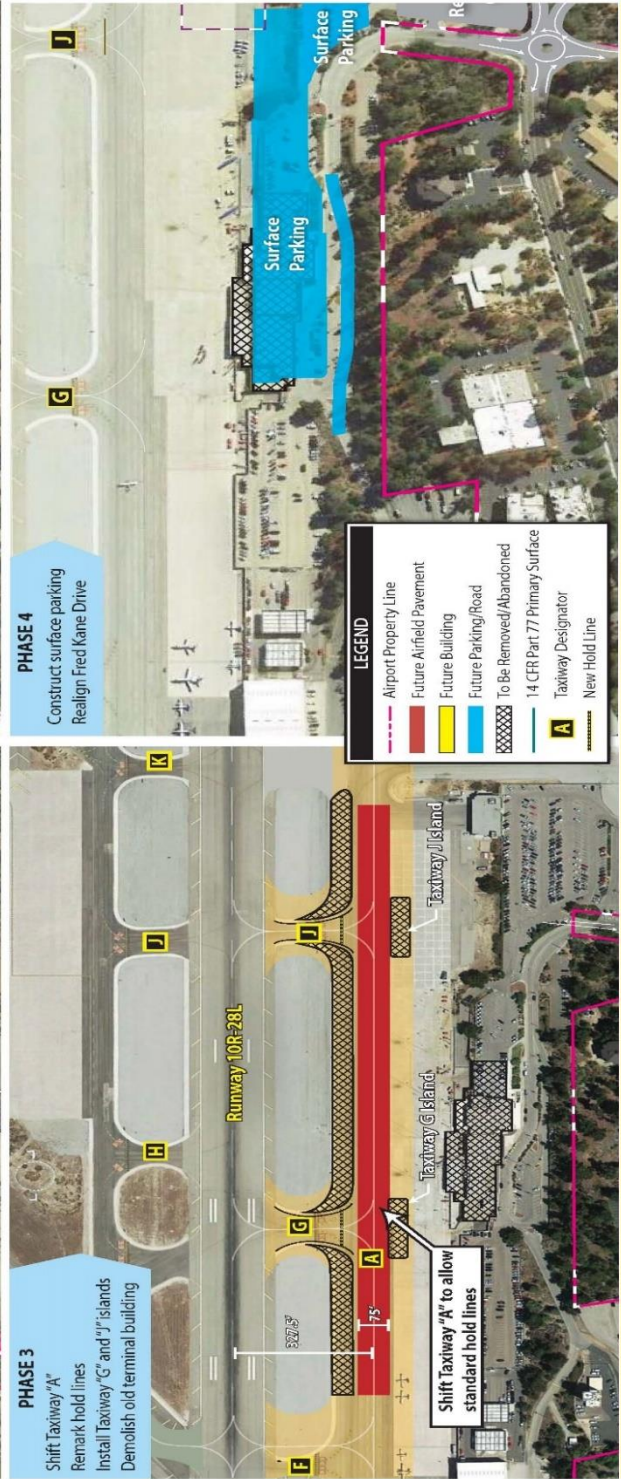 PHASE 3
Shift Taxiway "A"
Remark hold lines
Install Taxiway "G" and "J" islands
Demolish old terminal building
H
J
K
Runway 10R-28L
327.5'
F
G
J
75'
A
Taxiway G Island
Taxiway J Island
Shift Taxiway "A" to allow
standard hold lines
PHASE 4
Construct surface parking
Realign Fred Kane Drive
G
J
Surface
Parking
Surface
Parking
Re
LEGEND
Airport Property Line
Future Airfield Pavement
Future Building
Future Parking/Road
To Be Removed/Abandoned
14 CFR Part 77 Primary Surface
A
Taxiway Designator
New Hold Line